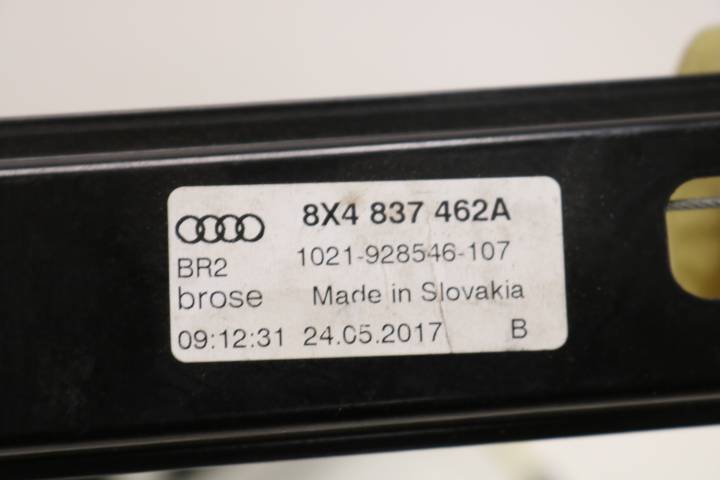 8X4 837 462A
BR2 1021-928546-107
brose Made in Slovakia
09:12:31 24.05.2017 B